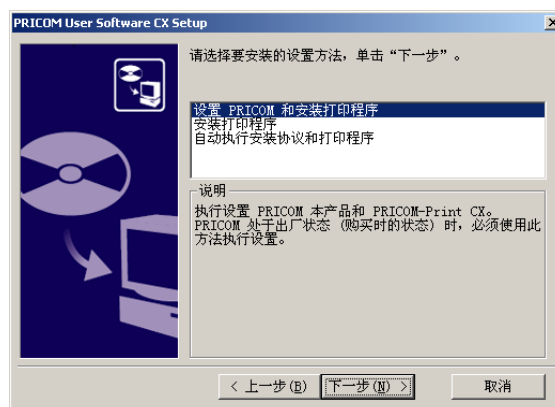 PRICOM User Software CX Setup
请选择要安装的设置方法，单击“下一步”。
设置 PRICOM 和安装打印程序
安装打印程序
自动执行安装协议和打印程序
说明
执行设置 PRICOM 本产品和 PRICOM-Print CX。
PRICOM 处于出厂状态（购买时的状态）时，必须使用此
方法执行设置。
< 上一步(B) 下一步(N) > 取消